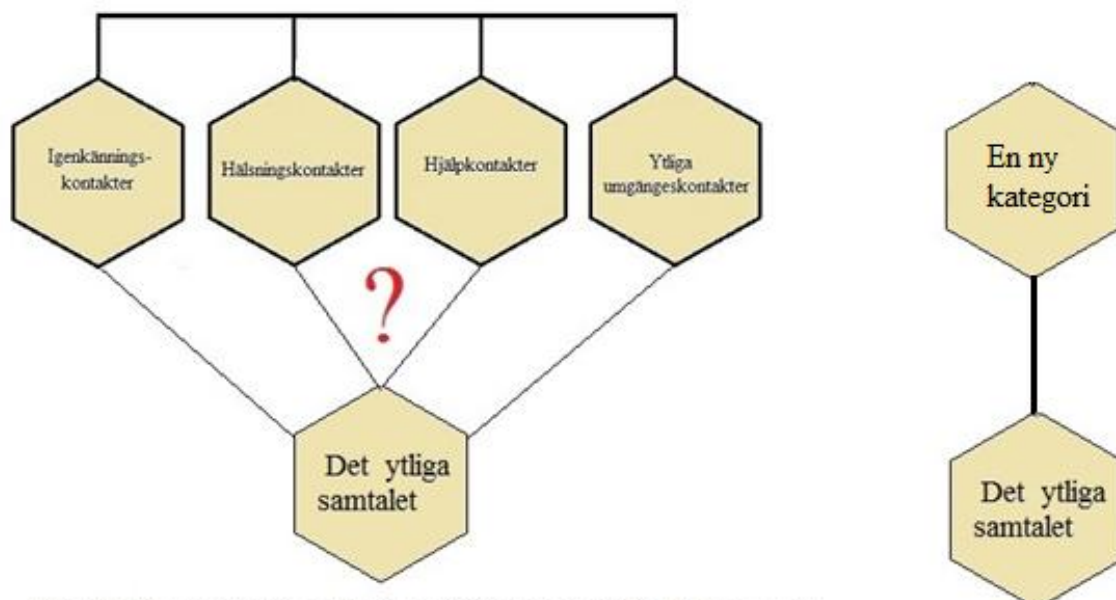 Igenkännings-
kontakter
Hälsningskontakter
Hjälpkontakter
Ytliga
umgängeskontakter
?
Det ytliga
samtalet
En ny
kategori
Det ytliga
samtalet